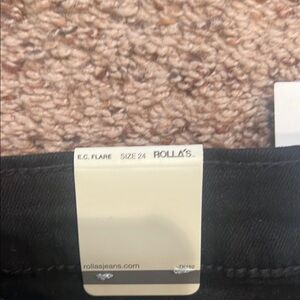 E.C. FLARE SIZE 24 ROLLA'S
rollasjeans.com